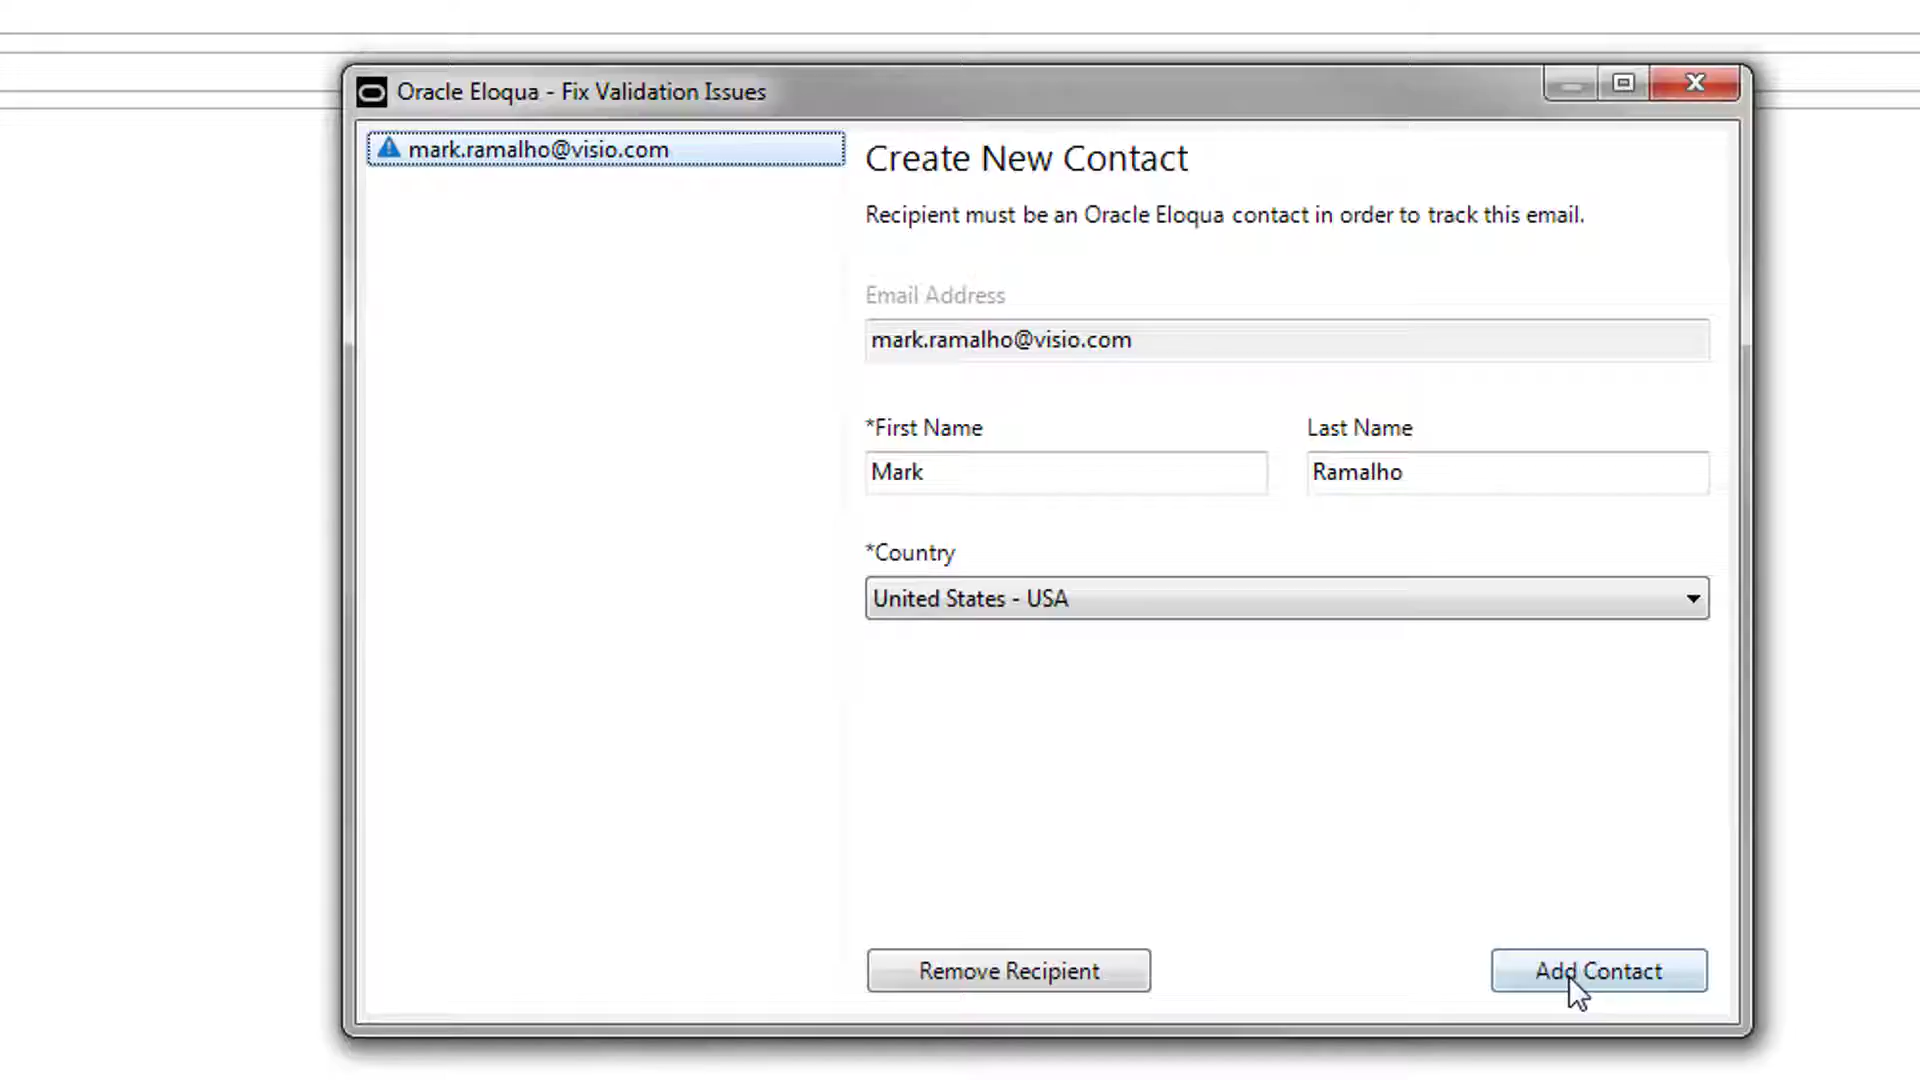 Oracle Eloqua - Fix Validation Issues
mark.ramalho@visio.com
Create New Contact
Recipient must be an Oracle Eloqua contact in order to track this email.
Email Address
mark.ramalho@visio.com
*First Name
Last Name
Mark
Ramalho
*Country
United States - USA
Remove Recipient
Add Contact